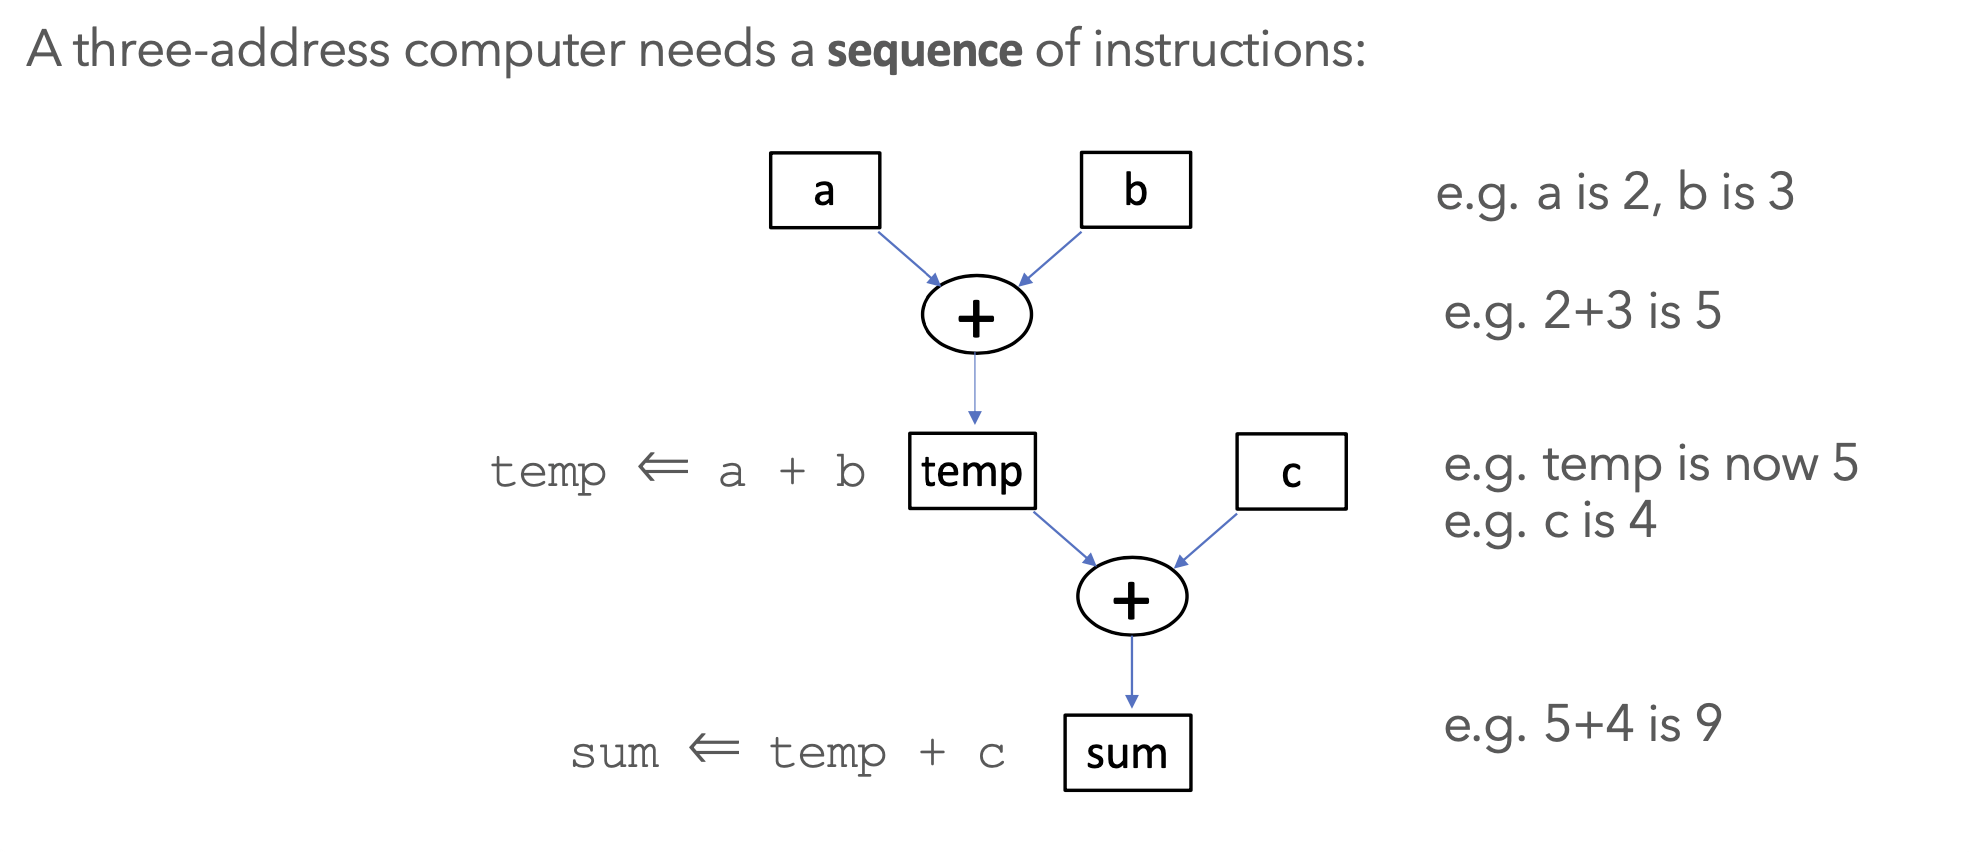 A three-address computer needs a sequence of instructions:
a
b
e.g. a is 2, b is 3
+
e.g. 2+3 is 5
temp ⇐ a + b
temp
c
e.g. temp is now 5
e.g. c is 4
+
sum ⇐ temp + c
sum
e.g. 5+4 is 9